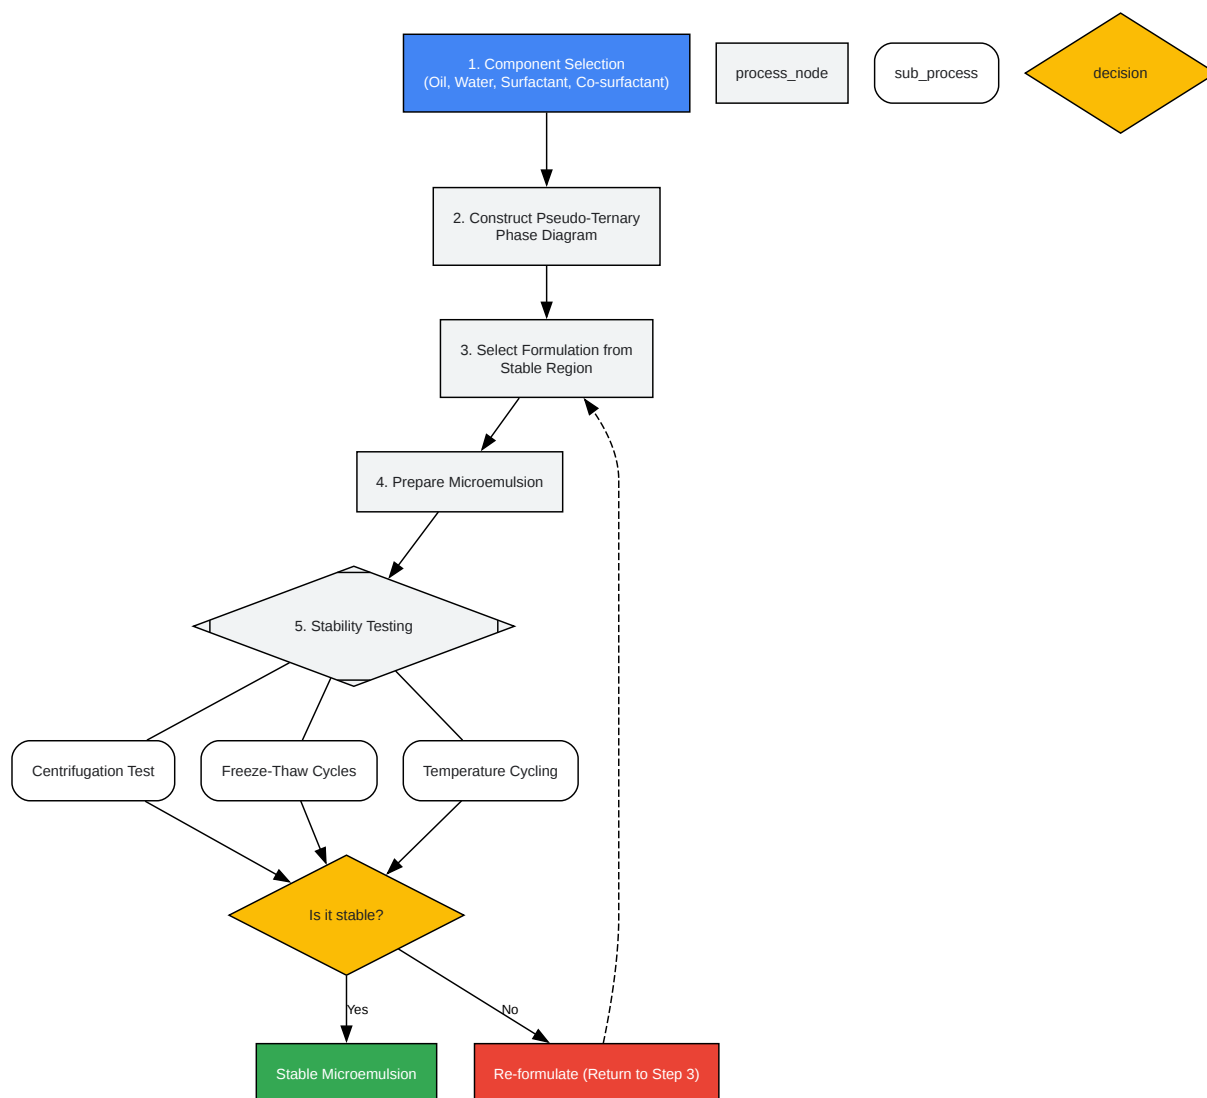 1. Component Selection
(Oil, Water, Surfactant, Co-surfactant)
process_node
sub_process
decision
2. Construct Pseudo-Ternary
Phase Diagram
3. Select Formulation from
Stable Region
4. Prepare Microemulsion
5. Stability Testing
Centrifugation Test
Freeze-Thaw Cycles
Temperature Cycling
Is it stable?
Yes
No
Stable Microemulsion
Re-formulate (Return to Step 3)